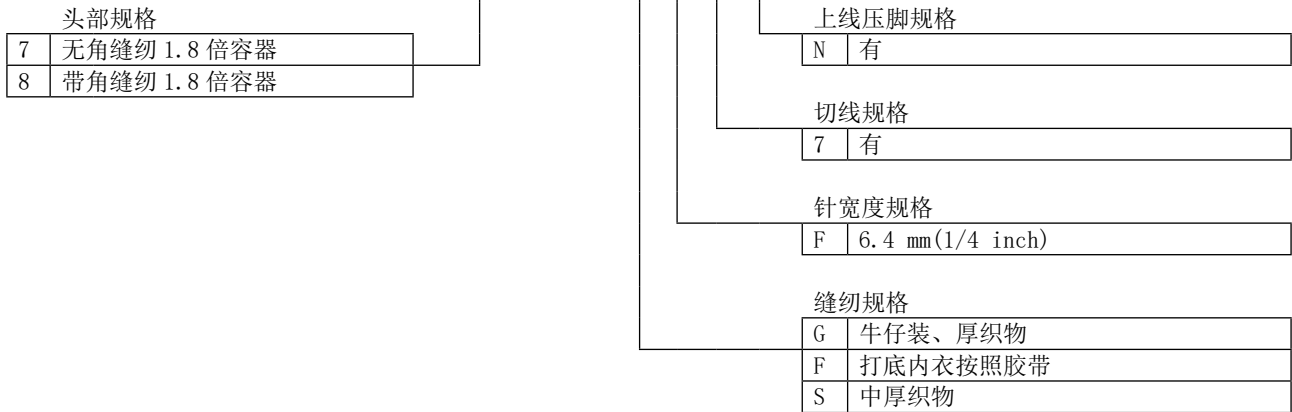 头部规格
7 无角缝纫 1.8 倍容器
8 带角缝纫 1.8 倍容器
上线压脚规格
N 有
切线规格
7 有
针宽度规格
F 6.4 mm(1/4 inch)
缝纫规格
G 牛仔装、厚织物
F 打底内衣按照胶带
S 中厚织物